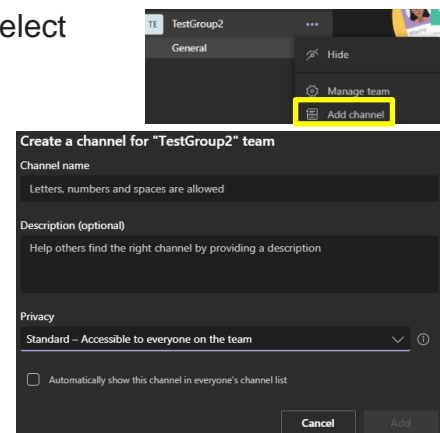 elect
TE TestGroup2 ...
General
Hide
Manage team
Add channel
Create a channel for "TestGroup2" team
Channel name
Letters, numbers and spaces are allowed
Description (optional)
Help others find the right channel by providing a description
Privacy
Standard – Accessible to everyone on the team
Automatically show this channel in everyone's channel list
Cancel Add